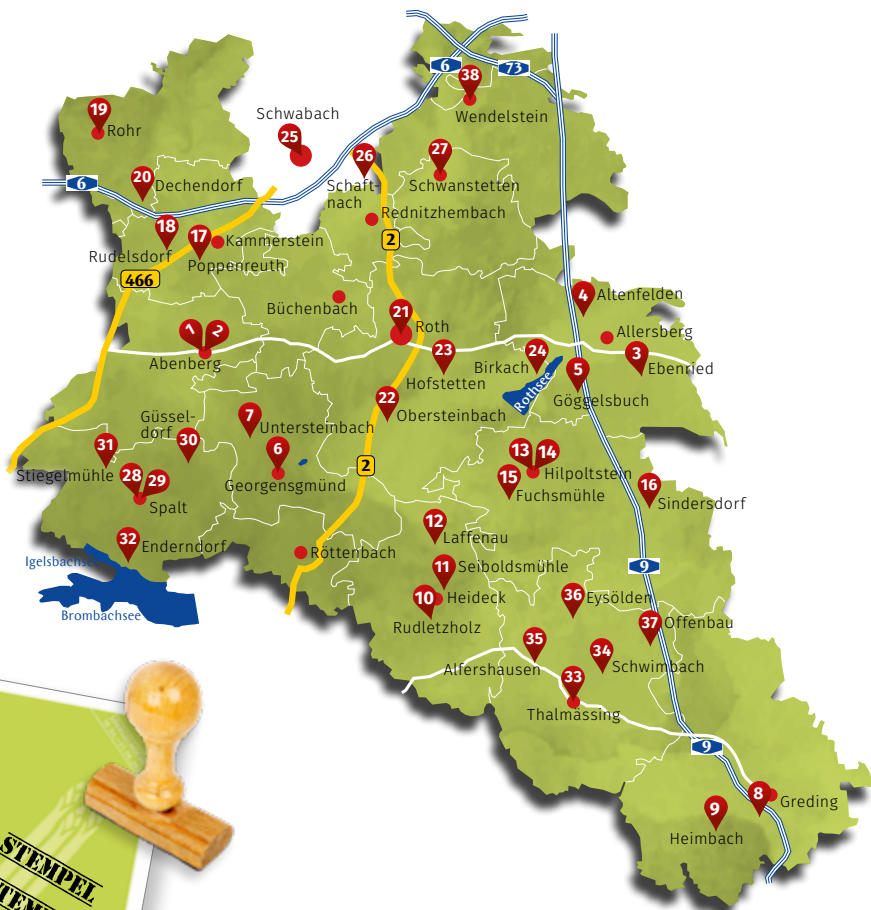 6
73
38
Wendelstein
19
Rohr
Schwabach
25
26
Schaft-
nach
27
Schwanstetten
20
Dechendorf
6
Rednitzhembach
18
Rudelsdorf
17
Kammerstein
Poppenreuth
2
466
4
Altenfelden
Büchenbach
21
Roth
Allersberg
1
2
Abenberg
23
Hofstetten
24
Birkach
Rothsee
3
Ebenried
5
Göggelsbuch
22
Obersteinbach
7
Untersteinbach
Güssel-
dorf
30
31
Stiegelmühle
6
Georgensgmünd
2
28
29
Spalt
13
14
Hilpoltstein
15
Fuchsmühle
16
Sindersdorf
12
Laffenau
32
Enderndorf
Igelsbachsee
Brombachsee
Röttenbach
11
Seiboldsmühle
9
10
Heideck
Rudletzholz
36
Eysölden
37
Offenbau
35
Alfershausen
34
Schwimbach
33
Thalmässing
9
8
Greding
9
Heimbach
STEMPEL